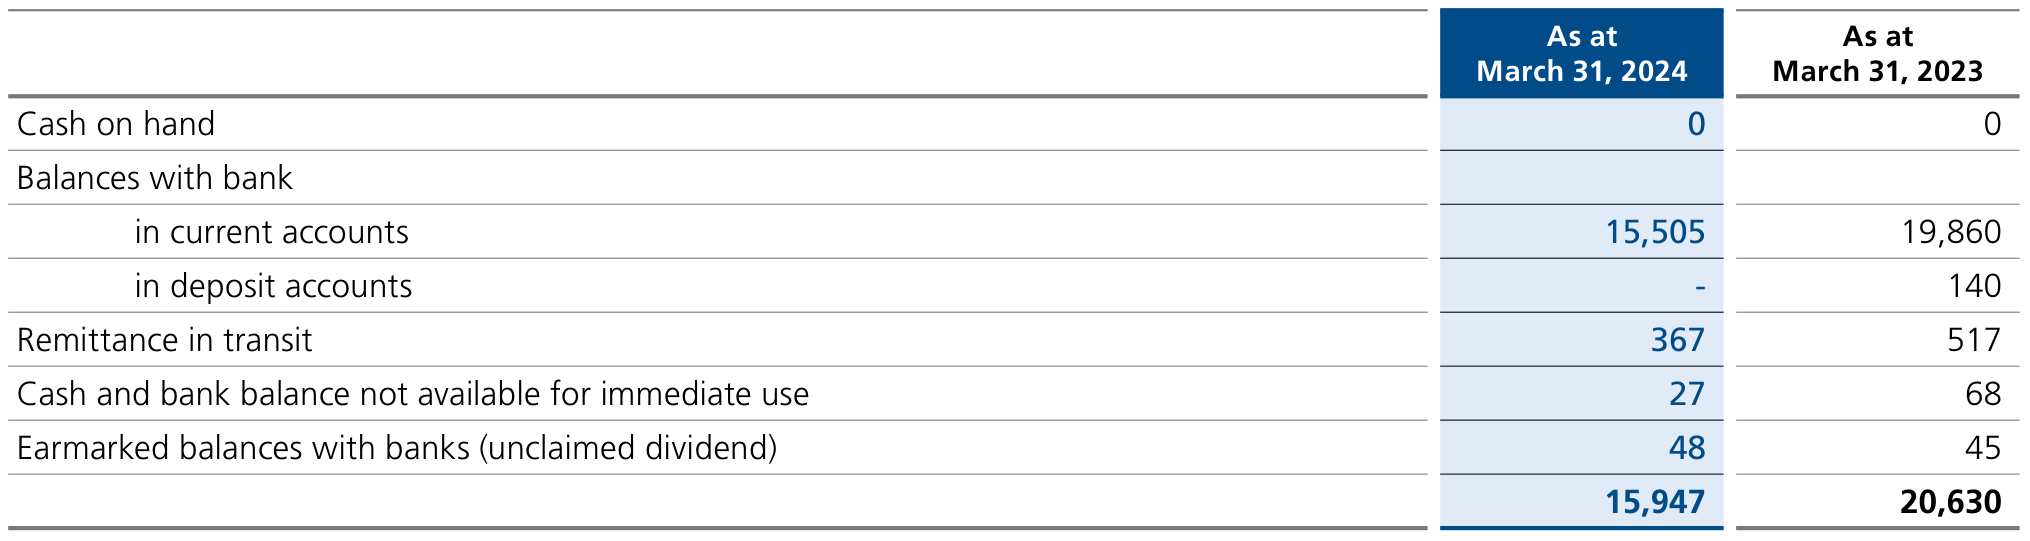 As at As at
March 31, 2024 March 31, 2023
Cash on hand 0 0
Balances with bank
in current accounts 15,505 19,860
in deposit accounts - 140
Remittance in transit 367 517
Cash and bank balance not available for immediate use 27 68
Earmarked balances with banks (unclaimed dividend) 48 45
15,947 20,630